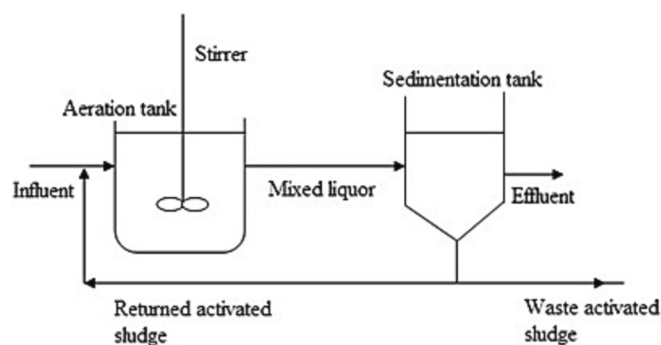 Stirrer
Sedimentation tank
Aeration tank
Influent
Mixed liquor
Effluent
Returned activated
sludge
Waste activated
sludge